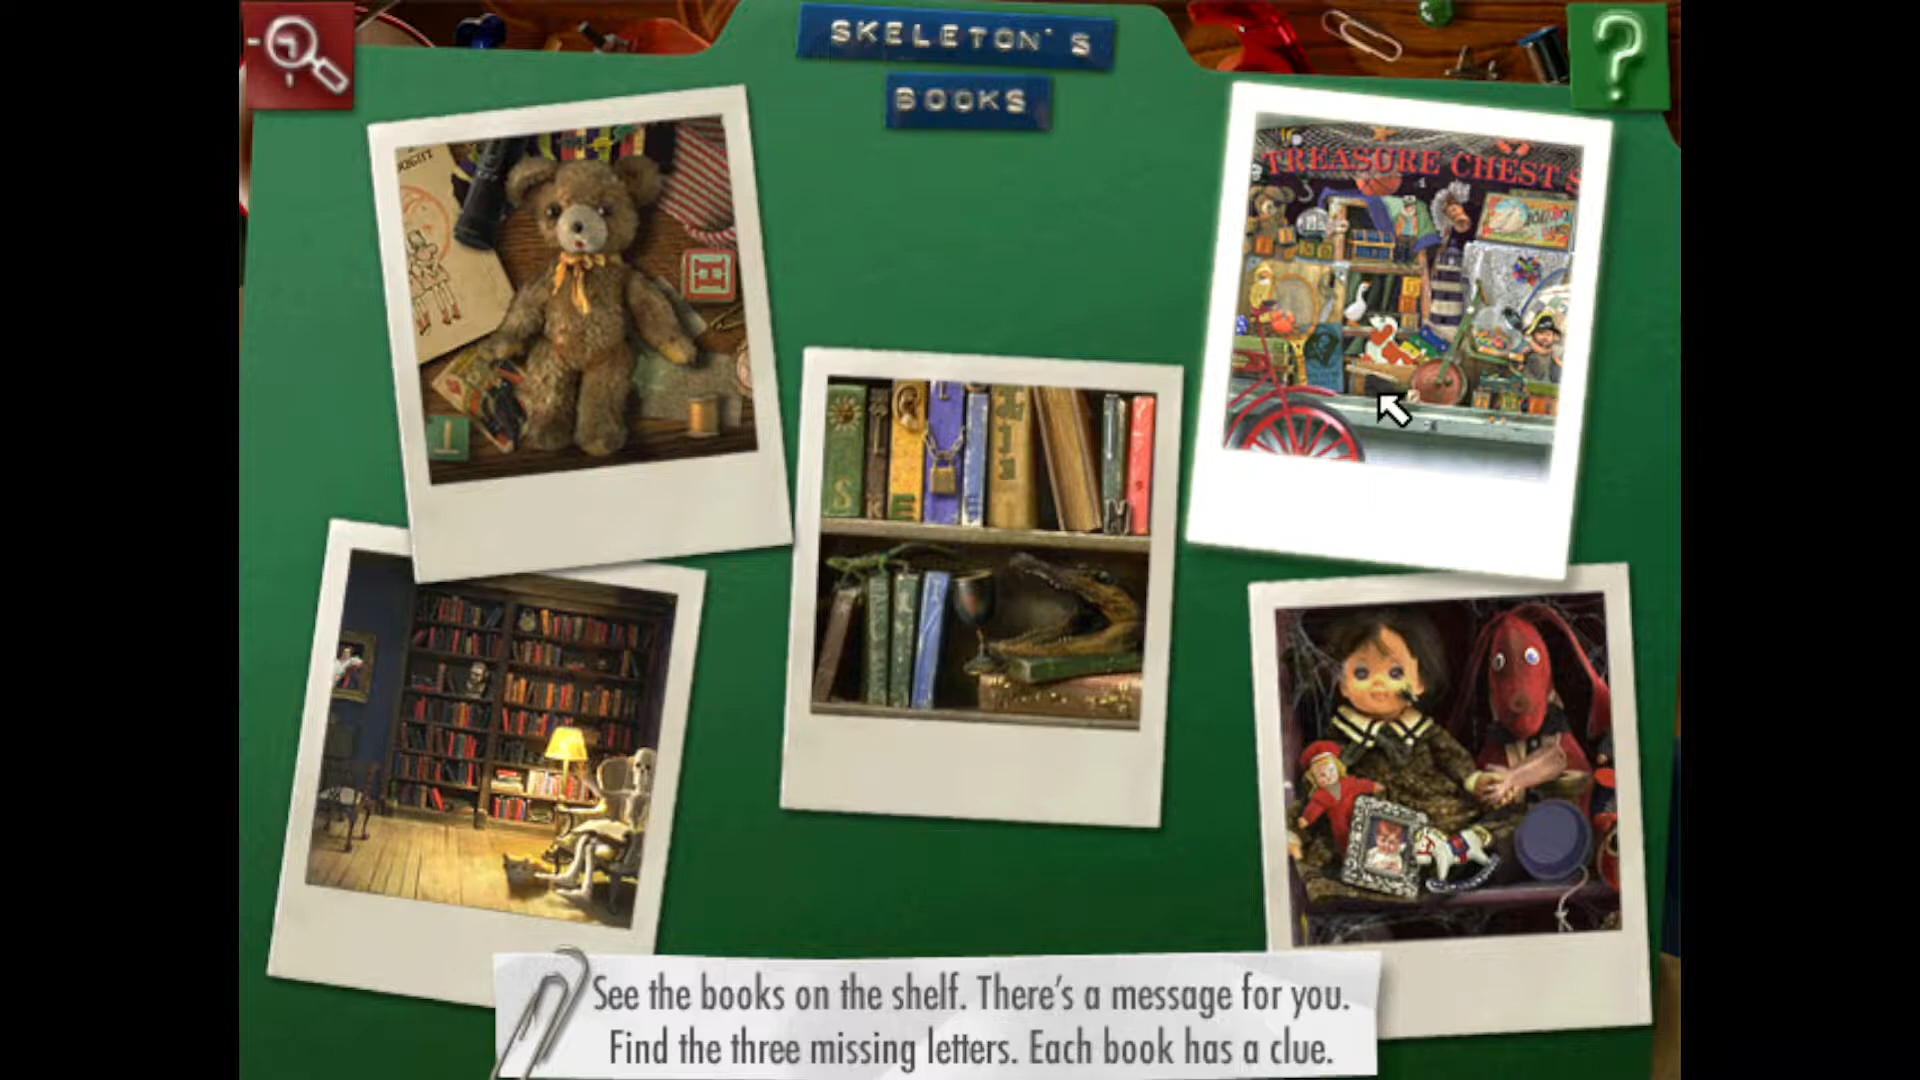 SKELETON'S
BOOKS
TREASURE CHEST S
H
S
K
E
See the books on the shelf. There's a message for you.
Find the three missing letters. Each book has a clue.